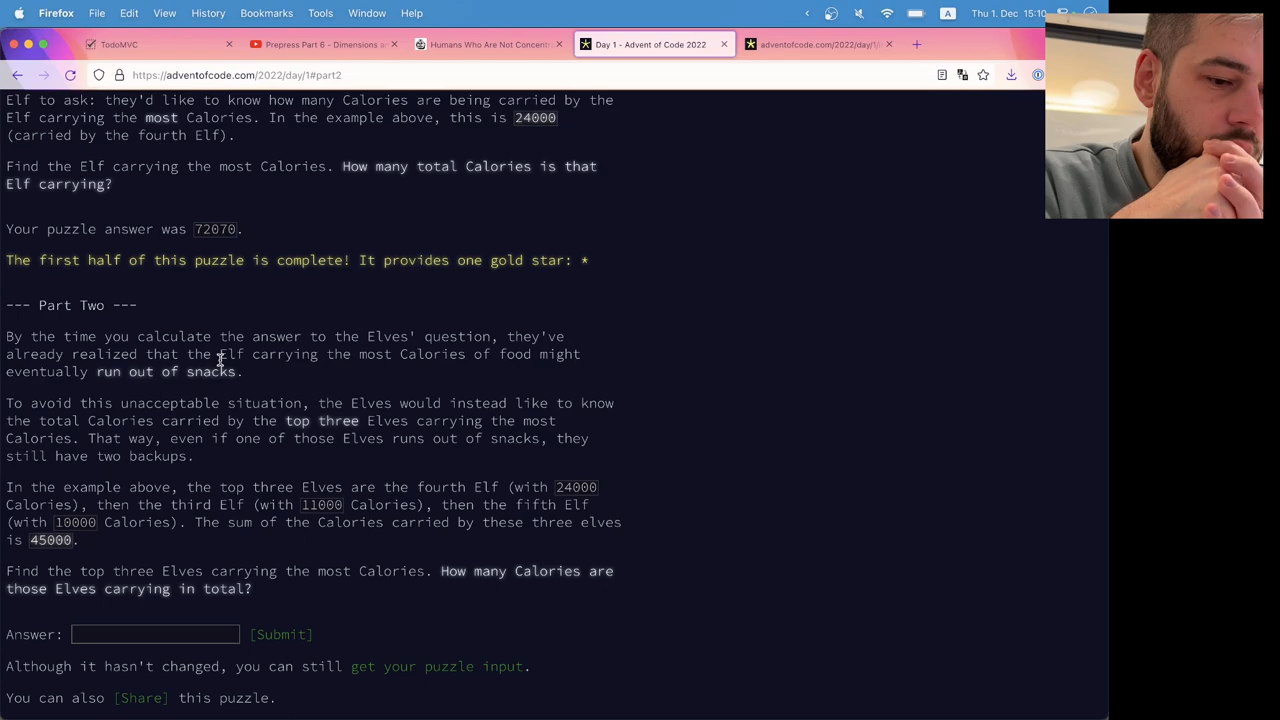 Firefox File Edit View History Bookmarks Tools Window Help A Thu 1. Dec 15:10
TodoMVC Prepress Part 6 - Dimensions a Humans Who Are Not Concent Day 1 - Advent of Code 2022 adventofcode.com/2022/day/1/i
https://adventofcode.com/2022/day/1#part2
Elf to ask: they'd like to know how many Calories are being carried by the
Elf carrying the most Calories. In the example above, this is 24000
(carried by the fourth Elf).
Find the Elf carrying the most Calories. How many total Calories is that
Elf carrying?
Your puzzle answer was 72070.
The first half of this puzzle is complete! It provides one gold star: *
--- Part Two ---
By the time you calculate the answer to the Elves' question, they've
already realized that the Elf carrying the most Calories of food might
eventually run out of snacks.
To avoid this unacceptable situation, the Elves would instead like to know
the total Calories carried by the top three Elves carrying the most
Calories. That way, even if one of those Elves runs out of snacks, they
still have two backups.
In the example above, the top three Elves are the fourth Elf (with 24000
Calories), then the third Elf (with 11000 Calories), then the fifth Elf
(with 10000 Calories). The sum of the Calories carried by these three elves
is 45000.
Find the top three Elves carrying the most Calories. How many Calories are
those Elves carrying in total?
Answer: [Submit]
Although it hasn't changed, you can still get your puzzle input.
You can also [Share] this puzzle.